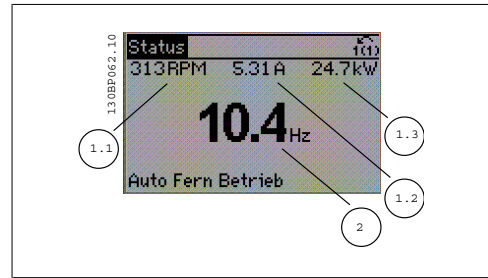 130BP062.10
Status
1(1)
313RPM 5.31A 24.7kW
10.4Hz
Auto Fern Betrieb
1.1
1.3
1.2
2